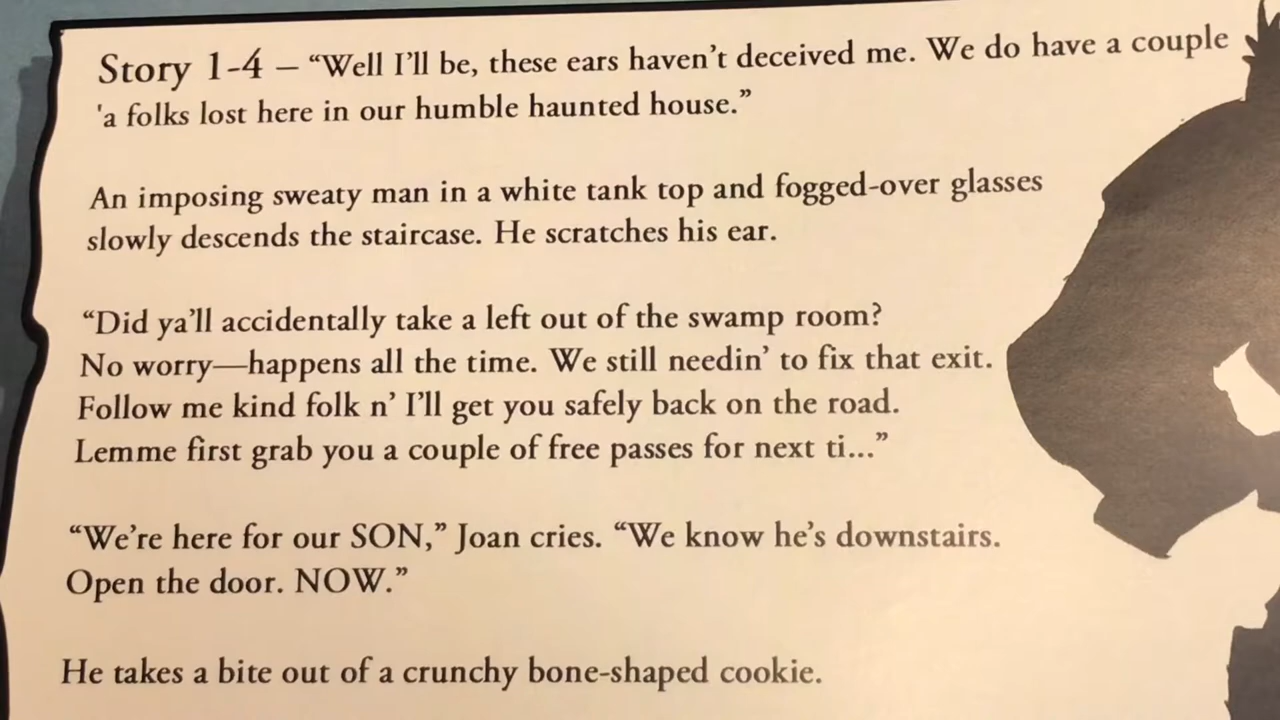 Story 1-4 – “Well I’ll be, these ears haven’t deceived me. We do have a couple
'a folks lost here in our humble haunted house.”
An imposing sweaty man in a white tank top and fogged-over glasses
slowly descends the staircase. He scratches his ear.
“Did ya’ll accidentally take a left out of the swamp room?
No worry—happens all the time. We still needin’ to fix that exit.
Follow me kind folk n’ I’ll get you safely back on the road.
Lemme first grab you a couple of free passes for next ti...”
“We’re here for our SON,” Joan cries. “We know he’s downstairs.
Open the door. NOW.”
He takes a bite out of a crunchy bone-shaped cookie.